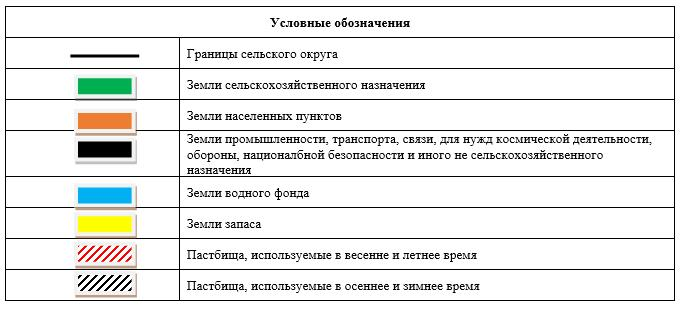 Условные обозначения
Границы сельского округа
Земли сельскохозяйственного назначения
Земли населенных пунктов
Земли промышленности, транспорта, связи, для нужд космической деятельности,
обороны, националбной безопасности и иного не сельскохозяйственного
назначения
Земли водного фонда
Земли запаса
Пастбища, используемые в весенне и летнее время
Пастбища, используемые в осеннее и зимнее время